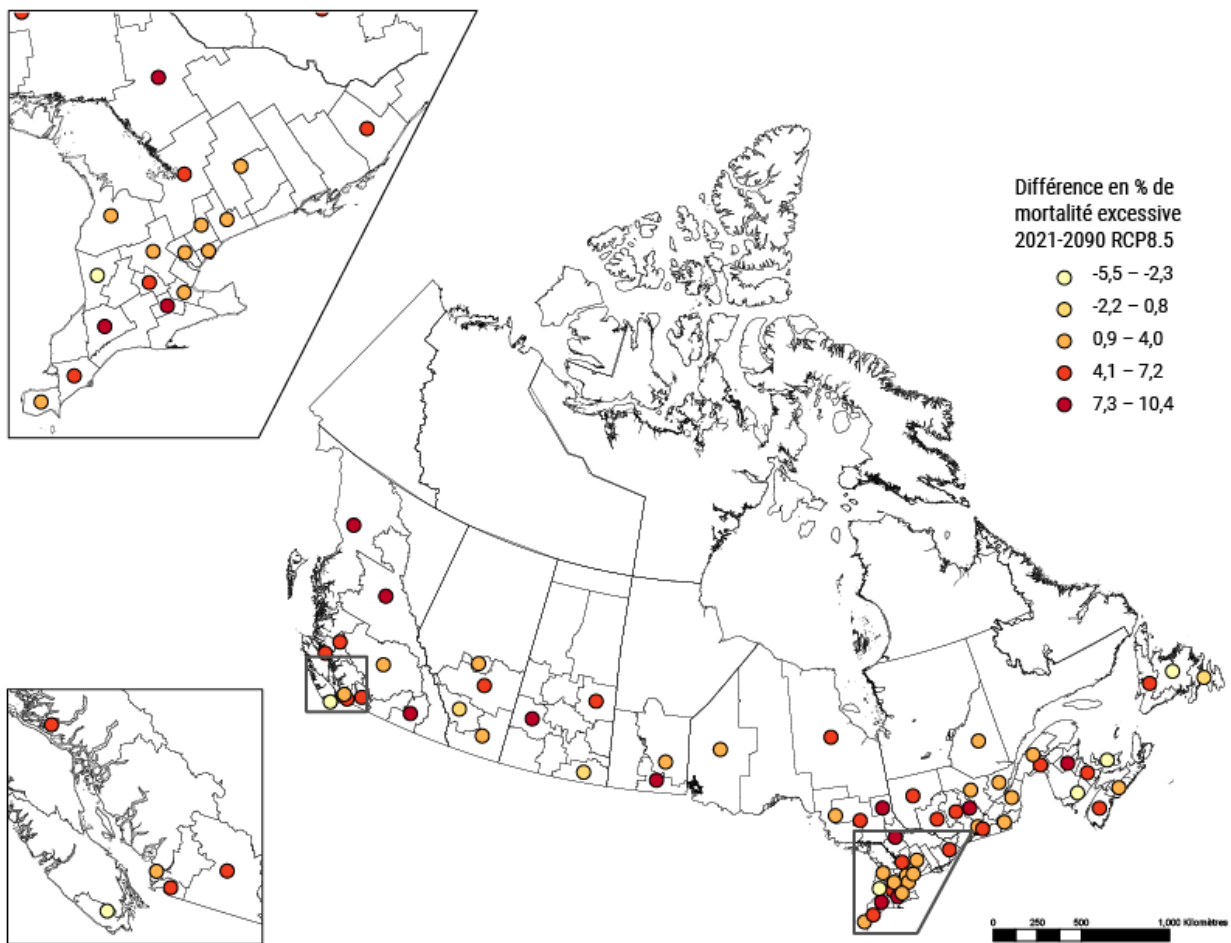 Différence en % de
mortalité excessive
2021-2090 RCP8.5
-5,5 – -2,3
-2,2 – 0,8
0,9 – 4,0
4,1 – 7,2
7,3 – 10,4
0 250 500 1,000 Kilomètres